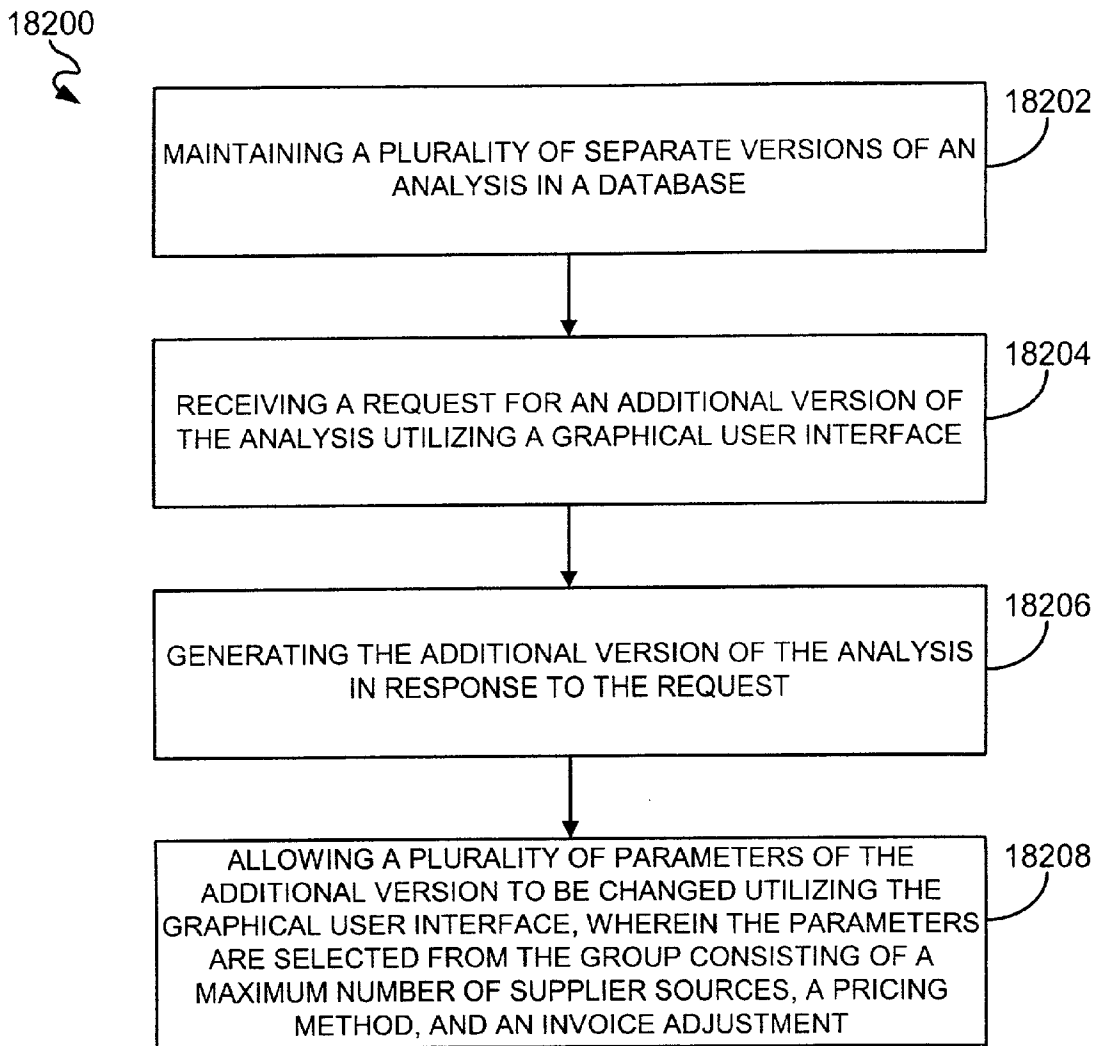 18200
18202
MAINTAINING A PLURALITY OF SEPARATE VERSIONS OF AN
ANALYSIS IN A DATABASE
18204
RECEIVING A REQUEST FOR AN ADDITIONAL VERSION OF
THE ANALYSIS UTILIZING A GRAPHICAL USER INTERFACE
18206
GENERATING THE ADDITIONAL VERSION OF THE ANALYSIS
IN RESPONSE TO THE REQUEST
18208
ALLOWING A PLURALITY OF PARAMETERS OF THE
ADDITIONAL VERSION TO BE CHANGED UTILIZING THE
GRAPHICAL USER INTERFACE, WHEREIN THE PARAMETERS
ARE SELECTED FROM THE GROUP CONSISTING OF A
MAXIMUM NUMBER OF SUPPLIER SOURCES, A PRICING
METHOD, AND AN INVOICE ADJUSTMENT